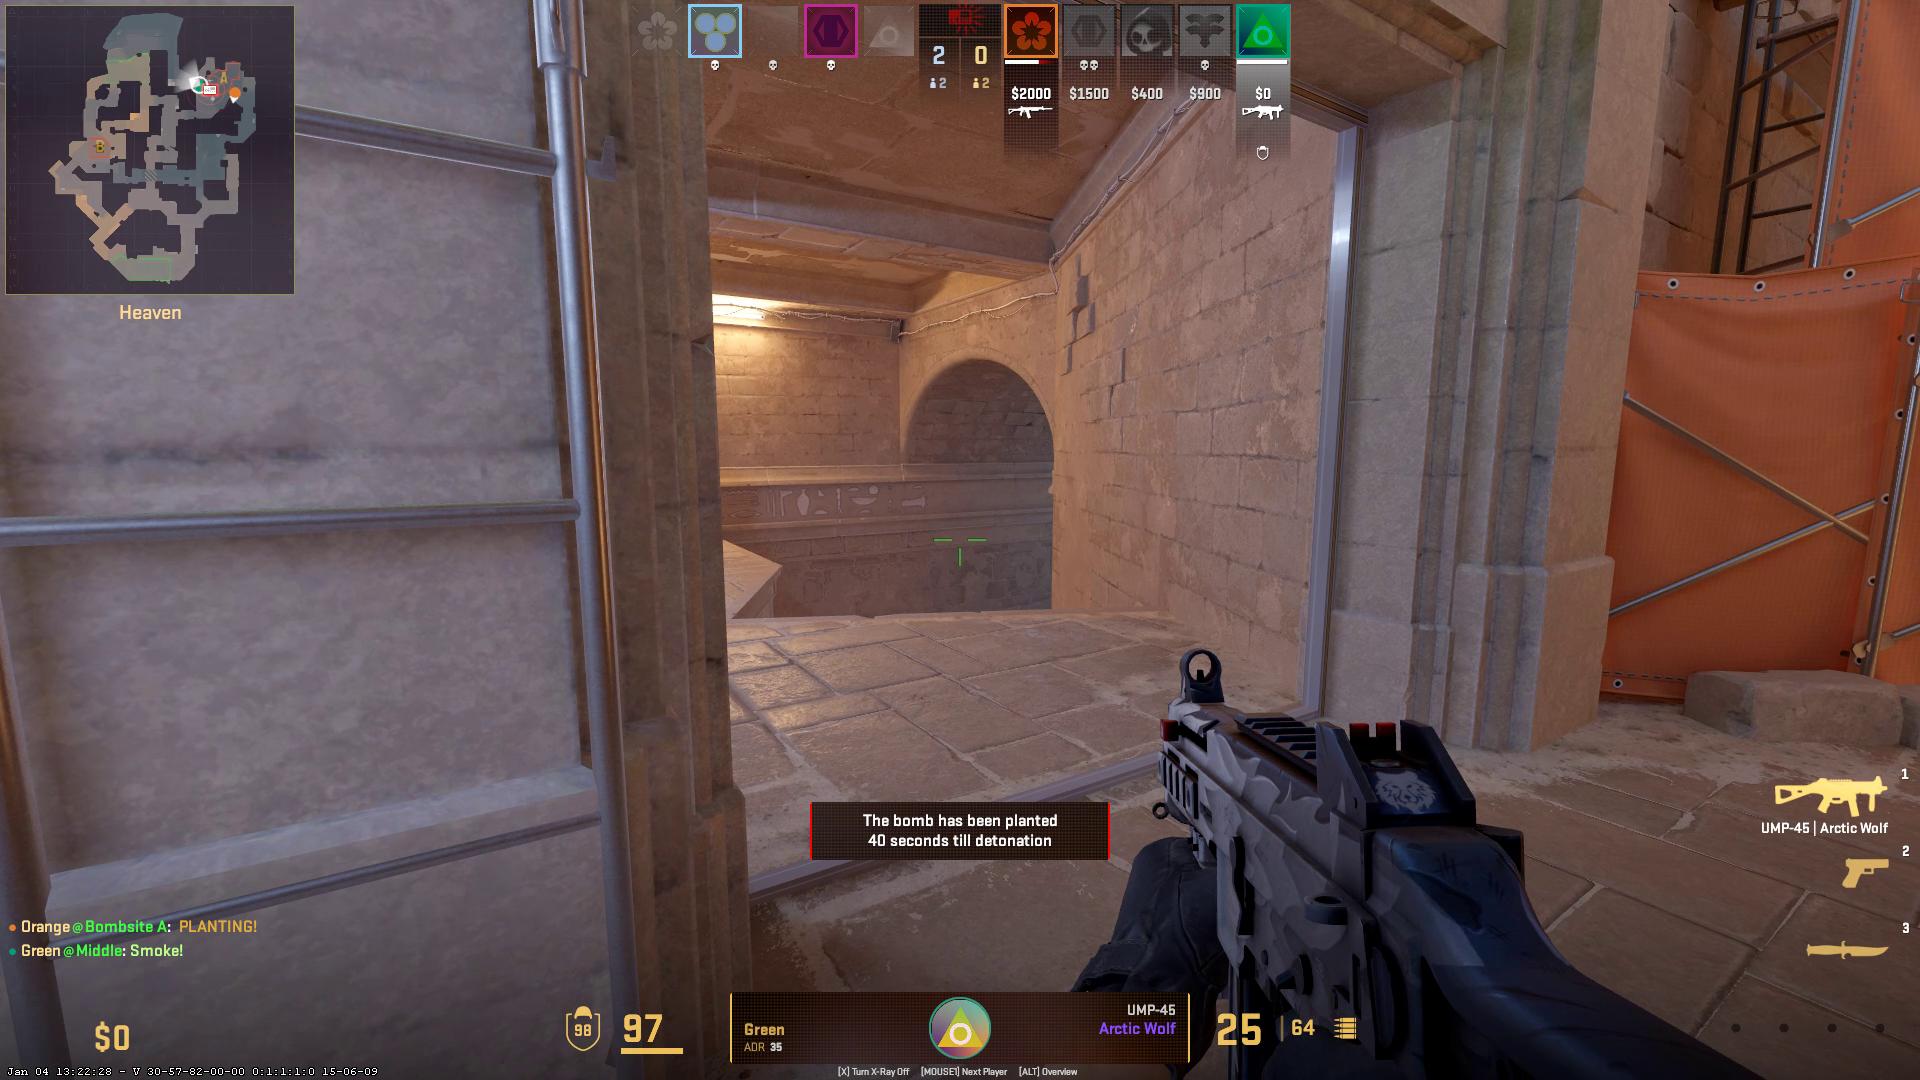 A
B
Heaven
2
0
2
2
$2000
$1500
$400
$900
$0
The bomb has been planted
40 seconds till detonation
1
UMP-45 | Arctic Wolf
2
3
Orange@Bombsite A: PLANTING!
Green@Middle: Smoke!
$0
98
97
Green
ADR 35
UMP-45
Arctic Wolf
25 | 64
[X] Turn X-Ray Off [MOUSE1] Next Player [ALT] Overview
Jan 04 13:22:28 - V 30-57-82-00-00 0:1:1:1:0 15-06-09